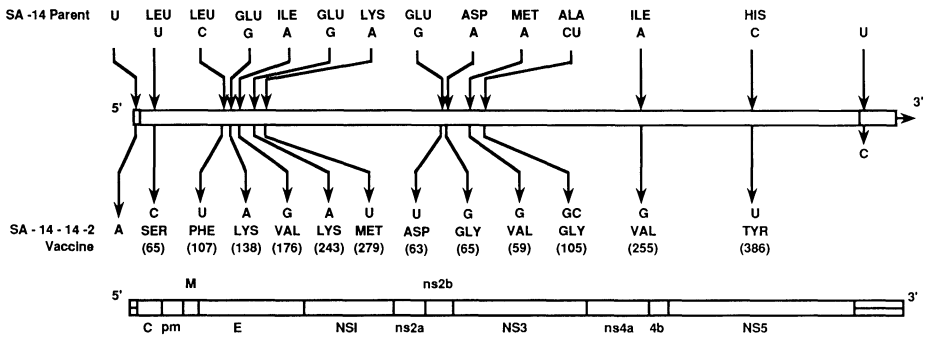 SA -14 Parent U LEU LEU GLU ILE GLU LYS GLU ASP MET ALA ILE HIS
U C G A G A G A A CU A C U
5' 3'
C
C U A G A U U G G GC G U
SA - 14 - 14 -2 A SER PHE LYS VAL LYS MET ASP GLY VAL GLY VAL TYR
Vaccine (65) (107) (138) (176) (243) (279) (63) (65) (59) (105) (255) (386)
M ns2b
5' 3'
C pm E NSI ns2a NS3 ns4a 4b NS5